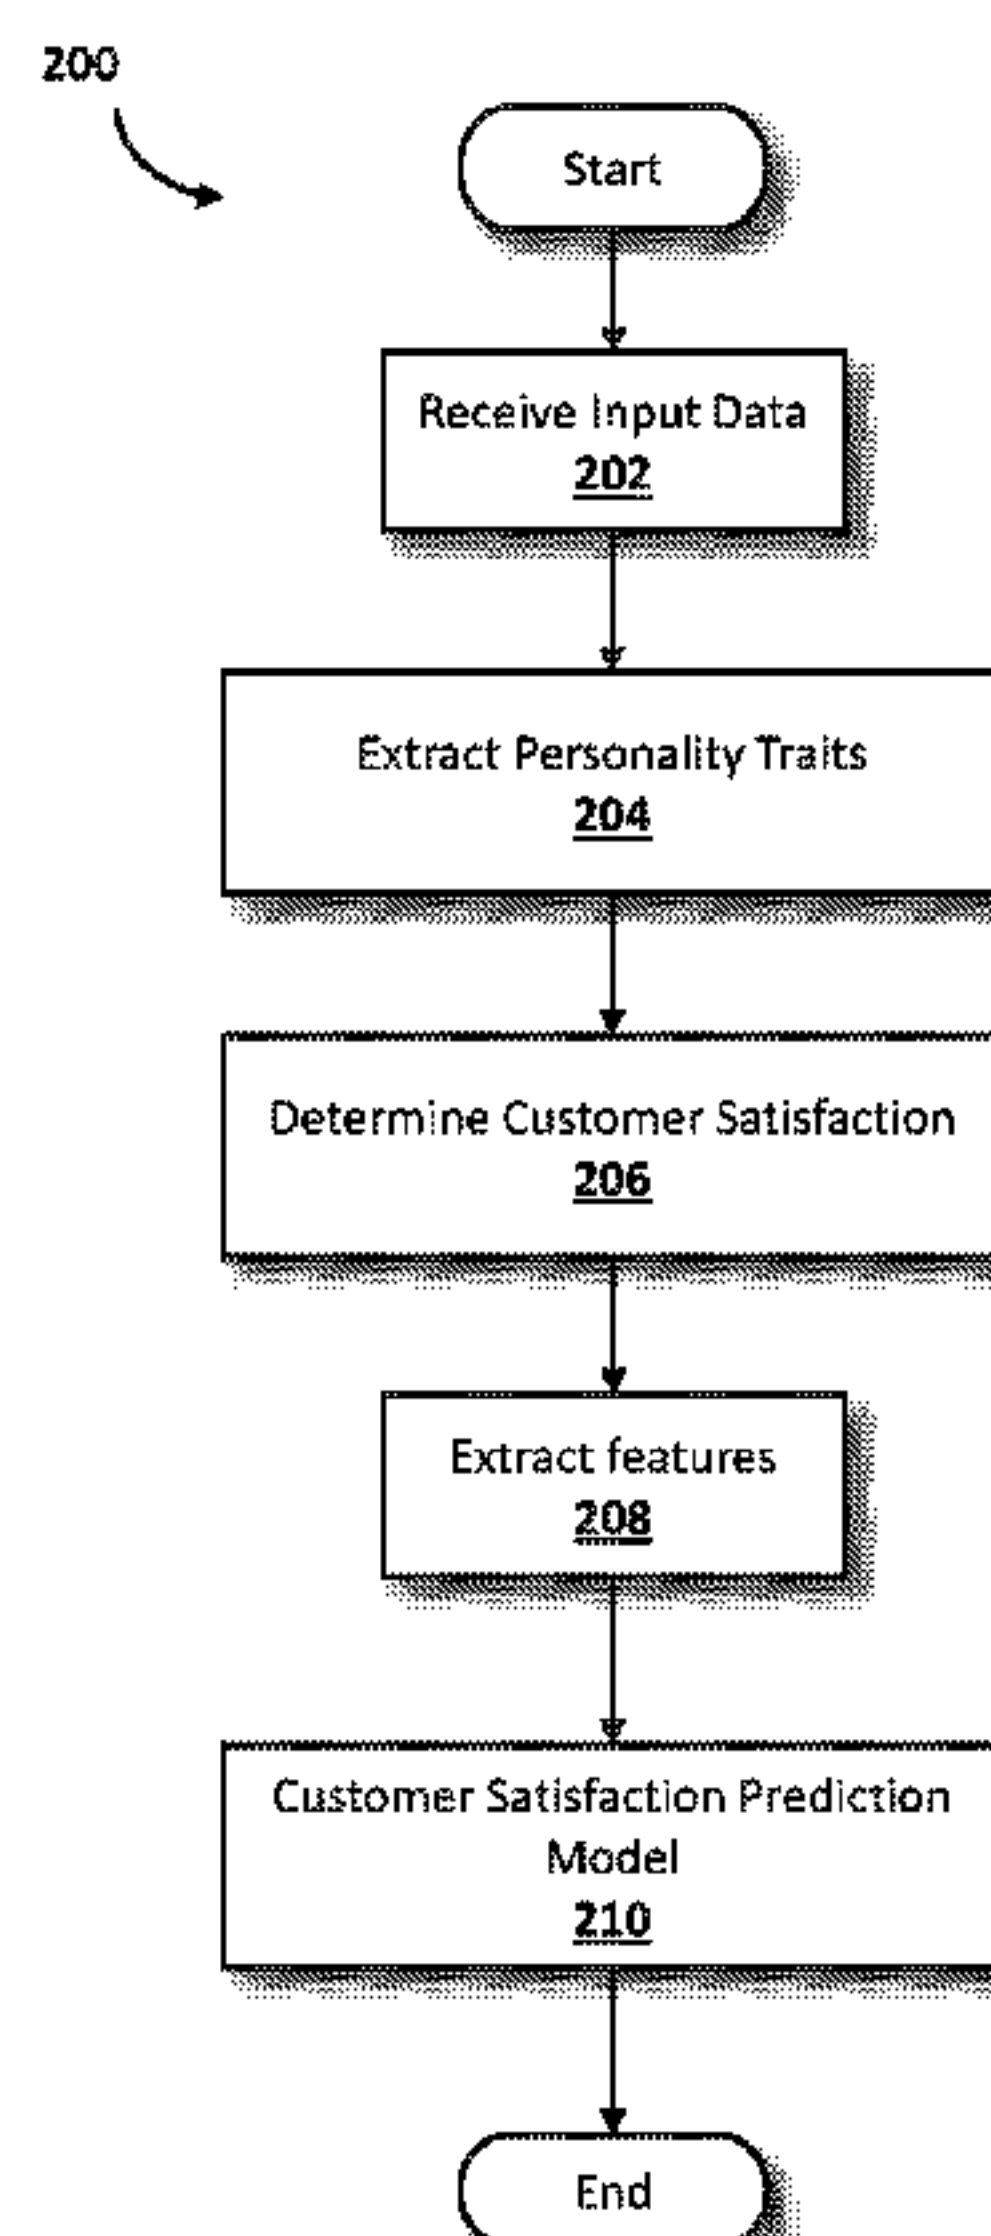 200
Start
Receive Input Data
202
Extract Personality Traits
204
Determine Customer Satisfaction
206
Extract features
208
Customer Satisfaction Prediction
Model
210
End